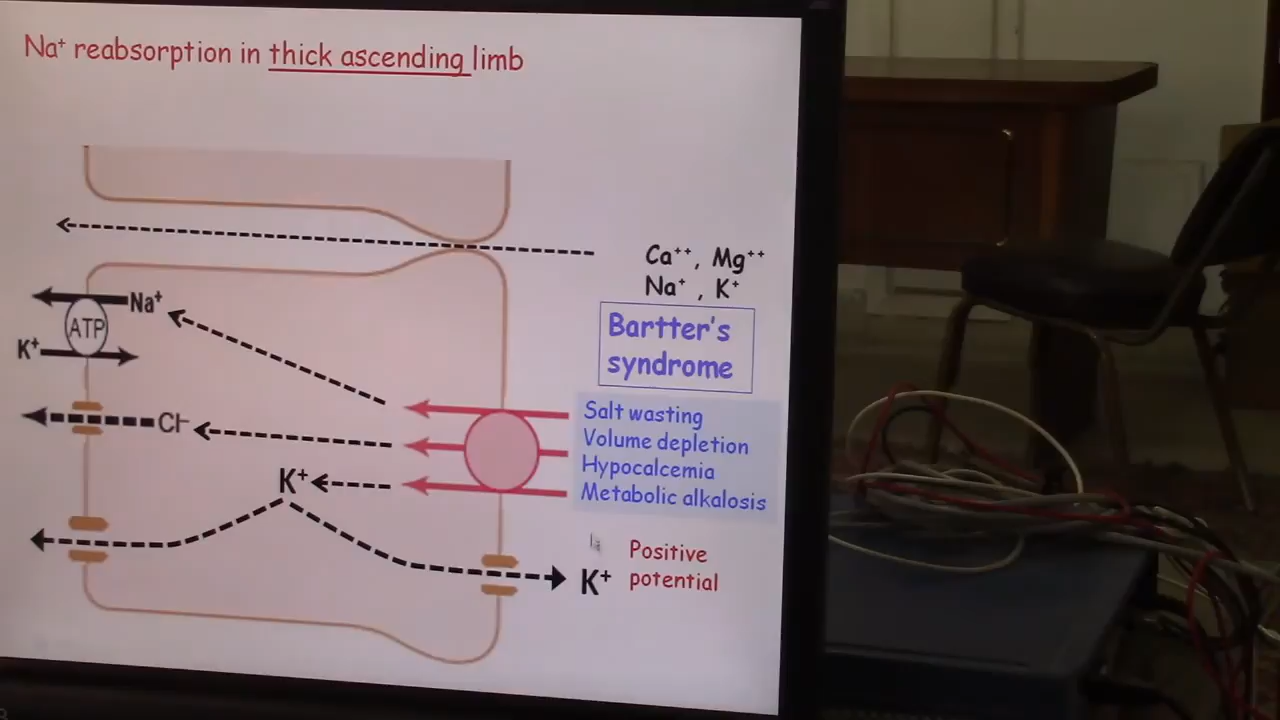 Na⁺ reabsorption in thick ascending limb
Ca⁺⁺, Mg⁺⁺
Na⁺ , K⁺
Na⁺
ATP
K⁺
Bartter's
syndrome
Cl⁻
Salt wasting
Volume depletion
Hypocalcemia
Metabolic alkalosis
K⁺
Positive
potential
K⁺